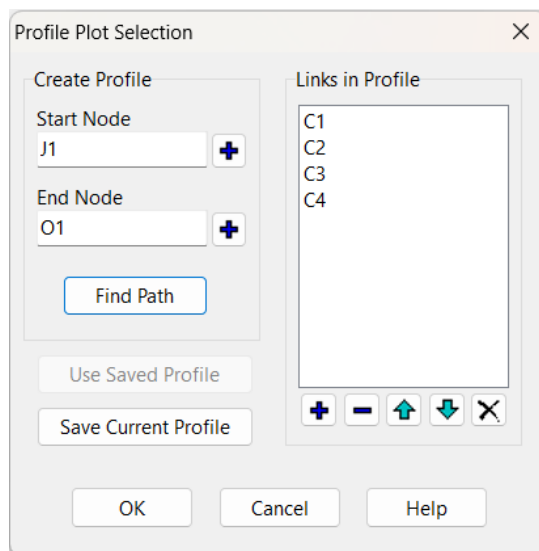 Profile Plot Selection
Create Profile
Start Node
J1
End Node
O1
Find Path
Use Saved Profile
Save Current Profile
Links in Profile
C1
C2
C3
C4
OK
Cancel
Help